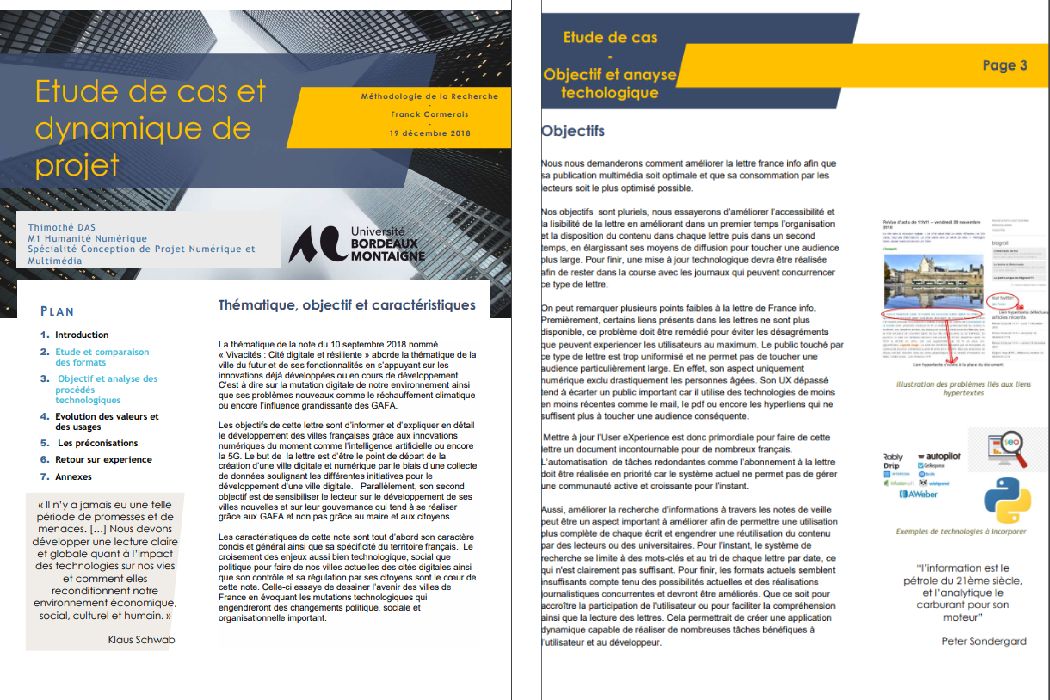 Etude de cas et
dynamique de
projet
Méthodologie de la Recherche
-
Franck Cormerais
-
19 décembre 2018
Thimothé DAS
M1 Humanité Numérique
Spécialité Conception de Projet Numérique et
Multimédia
Université
BORDEAUX
MONTAIGNE
PLAN
1. Introduction
2. Etude et comparaison
des formats
3. Objectif et analyse des
procédés
technologiques
4. Evolution des valeurs et
des usages
5. Les préconisations
6. Retour sur experience
7. Annexes
« Il n'y a jamais eu une telle
période de promesses et de
menaces. [...] Nous devons
développer une lecture claire
et globale quant à l'impact
des technologies sur nos vies
et comment elles
reconditionnent notre
environnement économique,
social, culturel et humain. »
Klaus Schwab
Thématique, objectif et caractéristiques
La thématique de la note du 10 septembre 2018 nommé
« Vivacités : Cité digitale et résiliente » aborde la thématique de la
ville du futur et de ses fonctionnalités en s'appuyant sur les
innovations déjà développées ou en cours de développement.
C'est à dire sur la mutation digitale de notre environnement ainsi
que ses problèmes nouveaux comme le réchauffement climatique
ou encore l'influence grandissante des GAFA.
Les objectifs de cette lettre sont d'informer et d'expliquer en détail
le développement des villes françaises grâce aux innovations
numériques du moment comme l'intelligence artificielle ou encore
la 5G. Le but de la lettre est d'être le point de départ de la
création d'une ville digitale et numérique par le biais d'une collecte
de données soulignant les différentes initiatives pour le
développement d'une ville digitale. Parallèlement, son second
objectif est de sensibiliser le lecteur sur le développement de ses
villes nouvelles et sur leur gouvernance qui tend à se réaliser
grâce aux GAFA et non pas grâce au maire et aux citoyens.
Les caractéristiques de cette note sont tout d'abord son caractère
concis et général ainsi que sa spécificité du territoire français. Le
croisement des enjeux aussi bien technologique, social que
politique pour faire de nos villes actuelles des cités digitales ainsi
que son contrôle et sa régulation par ses citoyens sont le cœur de
cette note. Celle-ci essaye de dessiner l'avenir des villes de
France en évoquant les mutations technologiques qui
engendreront des changements politique, sociale et
organisationnelle important.
Etude de cas
-
Objectif et anayse
techologique
Page 3
Objectifs
Nous nous demanderons comment améliorer la lettre france info afin que
sa publication multimédia soit optimale et que sa consommation par les
lecteurs soit le plus optimisé possible.
Nos objectifs sont pluriels, nous essayerons d'améliorer l'accessibilité et
la lisibilité de la lettre en améliorant dans un premier temps l'organisation
et la disposition du contenu dans chaque lettre puis dans un second
temps, en élargissant ses moyens de diffusion pour toucher une audience
plus large. Pour finir, une mise à jour technologique devra être réalisée
afin de rester dans la course avec les journaux qui peuvent concurrencer
ce type de lettre.
On peut remarquer plusieurs points faibles à la lettre de France info.
Premièrement, certains liens présents dans les lettres ne sont plus
disponible, ce problème doit être remédié pour éviter les désagréments
que peuvent experiencer les utilisateurs au maximum. Le public touché par
ce type de lettre est trop uniformisé et ne permet pas de toucher une
audience particulièrement large. En effet, son aspect uniquement
numérique exclu drastiquement les personnes âgées. Son UX dépassé
tend à écarter un public important car il utilise des technologies de moins
en moins récentes comme le mail, le pdf ou encore les hyperliens qui ne
suffisent plus à toucher une audience conséquente.
Mettre à jour l'User eXperience est donc primordiale pour faire de cette
lettre un document incontournable pour de nombreux français.
L'automatisation de tâches redondantes comme l'abonnement à la lettre
doit être réalisée en priorité car le système actuel ne permet pas de gérer
une communauté active et croissante pour l'instant.
Aussi, améliorer la recherche d'informations à travers les notes de veille
peut être un aspect important à améliorer afin de permettre une utilisation
plus complète de chaque écrit et engendrer une réutilisation du contenu
par des lecteurs ou des universitaires. Pour l'instant, le système de
recherche se limite à des mots-clés et au tri de chaque lettre par date, ce
qui n'est clairement pas suffisant. Pour finir, les formats actuels semblent
insuffisants compte tenu des possibilités actuelles et des réalisations
journalistiques concurrentes et devront être améliorés. Que ce soit pour
accroître la participation de l'utilisateur ou pour faciliter la compréhension
ainsi que la lecture des lettres. Cela permettrait de créer une application
dynamique capable de réaliser de nombreuses tâches bénéfiques à
l'utilisateur et au développeur.
Revue d'actu de 11h11 – vendredi 28 novembre
2018
Lien hypertexte n'existe à la place du document
Illustration des problèmes liés aux liens
hypertextes
seo
Drip
autopilot
AWeber
Exemples de technologies à incorporer
"l'information est le
pétrole du 21ème siècle,
et l'analytique le
carburant pour son
moteur"
Peter Sondergard